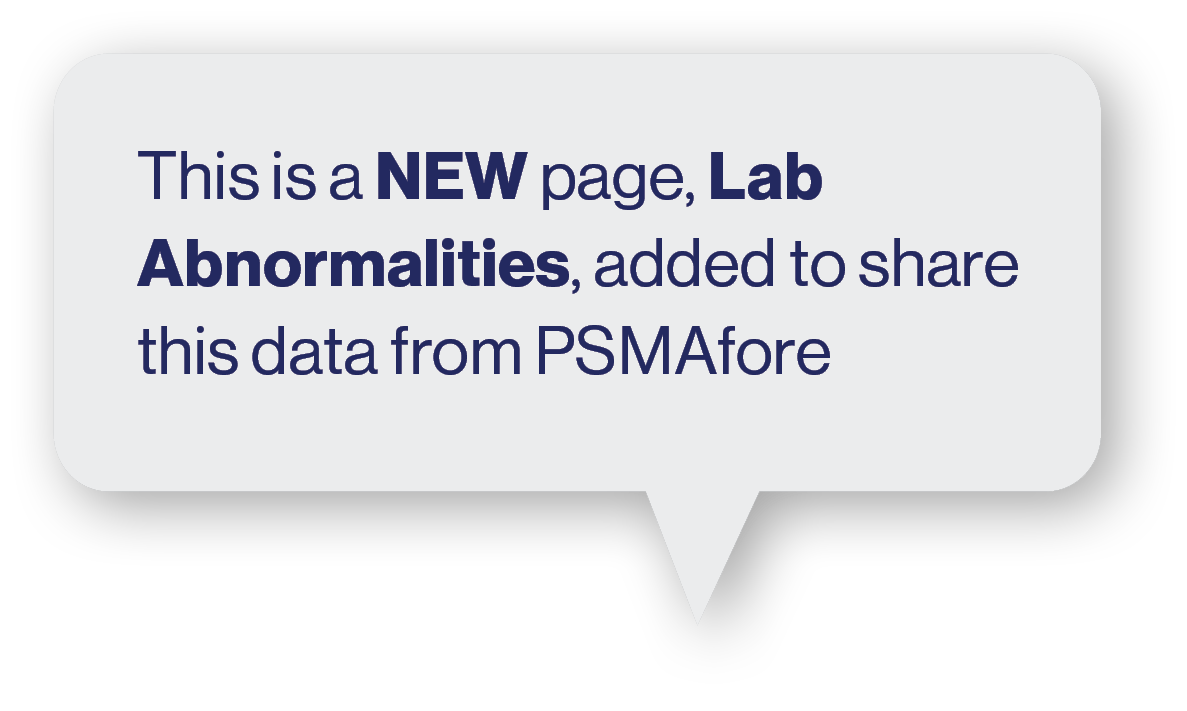 This is a NEW page, Lab
Abnormalities, added to share
this data from PSMAfore